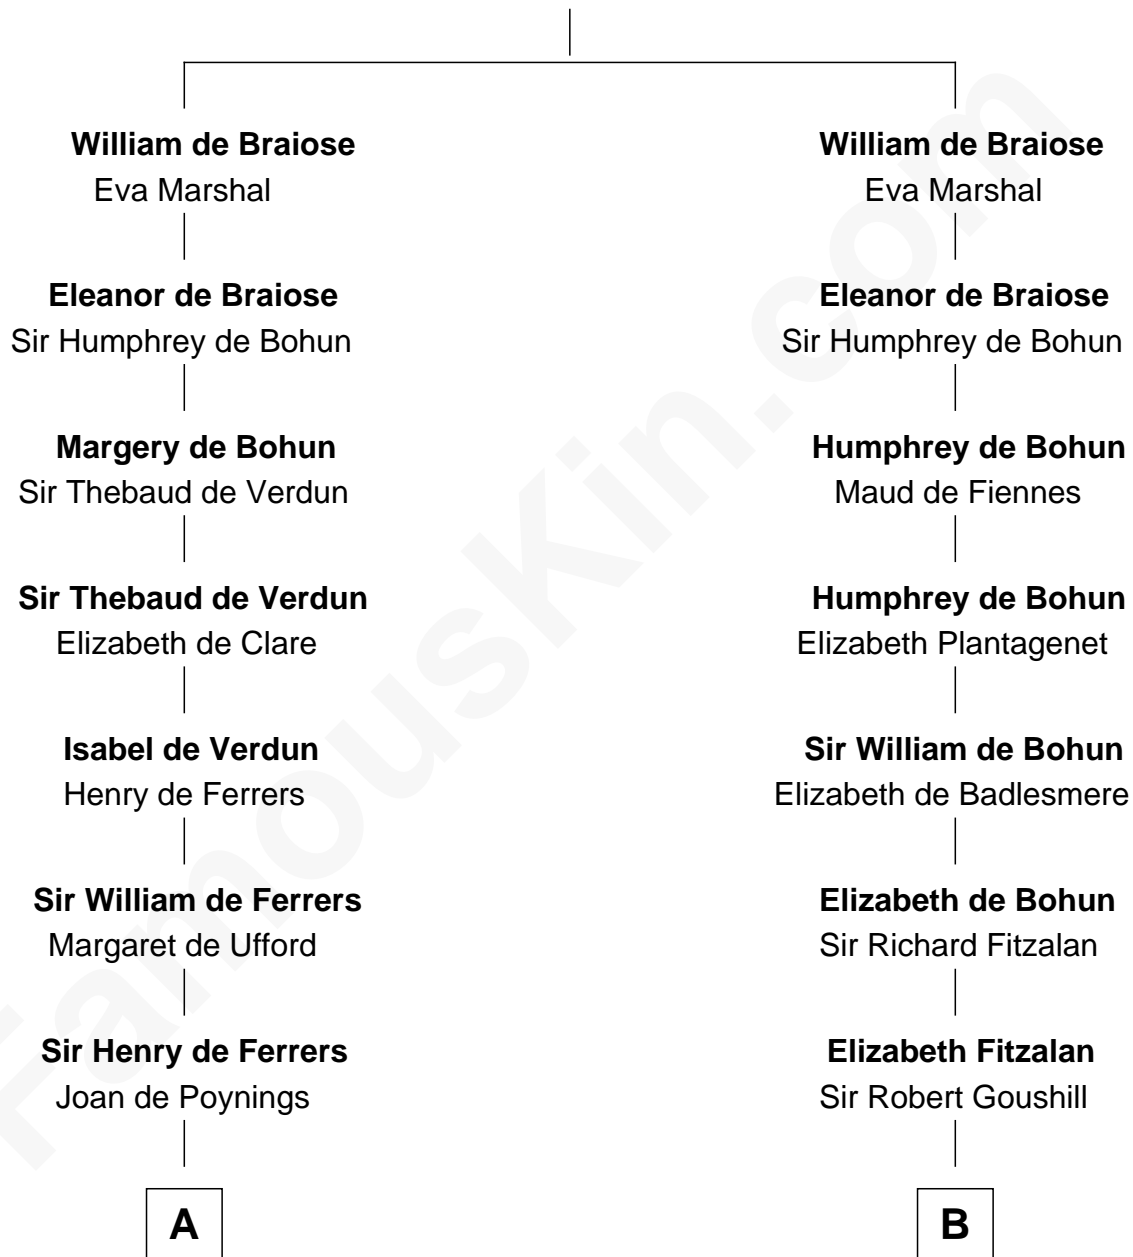 William de Braiose
Eva Marshal
Eleanor de Braiose
Sir Humphrey de Bohun
Margery de Bohun
Sir Thebaud de Verdun
Sir Thebaud de Verdun
Elizabeth de Clare
Isabel de Verdun
Henry de Ferrers
Sir William de Ferrers
Margaret de Ufford
Sir Henry de Ferrers
Joan de Poynings
A
William de Braiose
Eva Marshal
Eleanor de Braiose
Sir Humphrey de Bohun
Humphrey de Bohun
Maud de Fiennes
Humphrey de Bohun
Elizabeth Plantagenet
Sir William de Bohun
Elizabeth de Badlesmere
Elizabeth de Bohun
Sir Richard Fitzalan
Elizabeth Fitzalan
Sir Robert Goushill
B
FamousKin.com